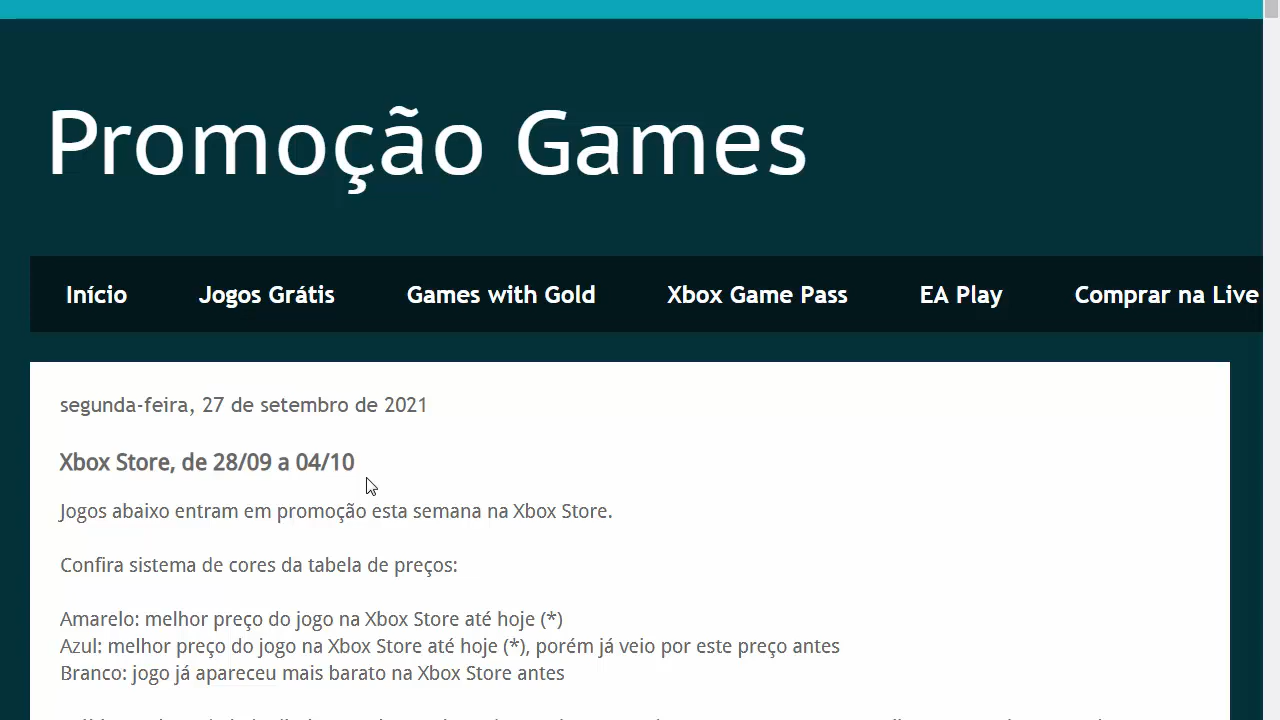 Promoção Games
Início Jogos Grátis Games with Gold Xbox Game Pass EA Play Comprar na Live
segunda-feira, 27 de setembro de 2021
Xbox Store, de 28/09 a 04/10
Jogos abaixo entram em promoção esta semana na Xbox Store.
Confira sistema de cores da tabela de preços:
Amarelo: melhor preço do jogo na Xbox Store até hoje (*)
Azul: melhor preço do jogo na Xbox Store até hoje (*), porém já veio por este preço antes
Branco: jogo já apareceu mais barato na Xbox Store antes